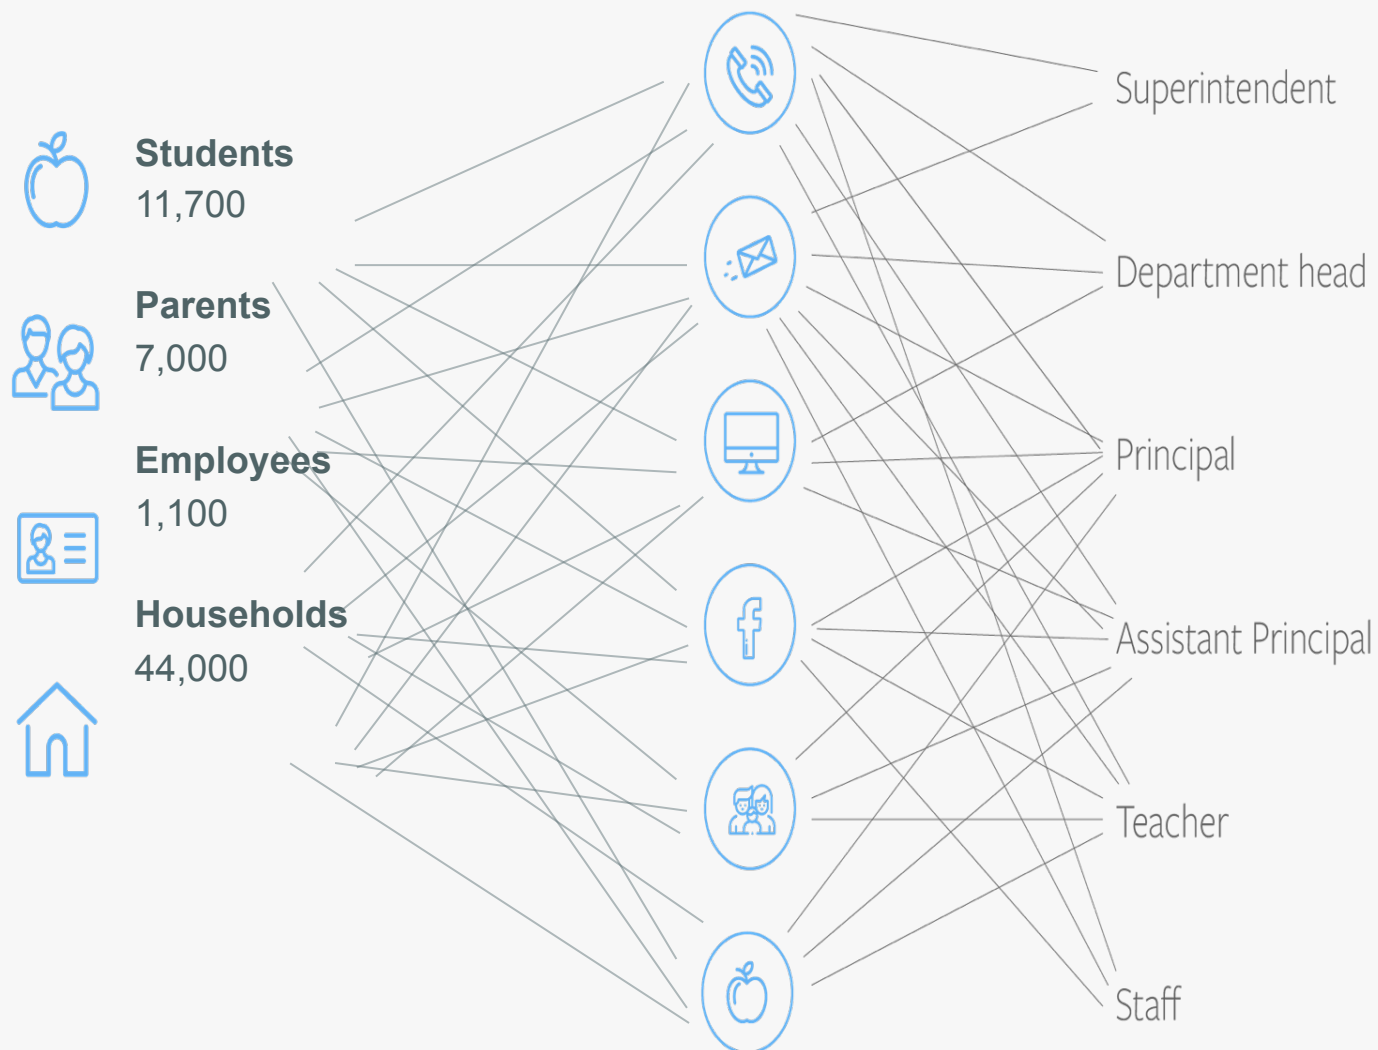 Students
11,700
Parents
7,000
Employees
1,100
Households
44,000
Superintendent
Department head
Principal
Assistant Principal
Teacher
Staff